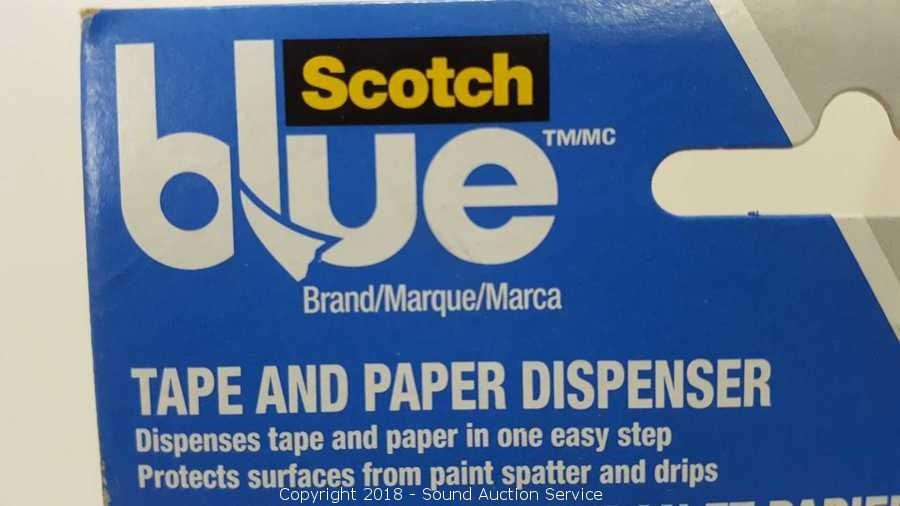 Scotch
blue TM/MC
Brand/Marque/Marca
TAPE AND PAPER DISPENSER
Dispenses tape and paper in one easy step
Protects surfaces from paint spatter and drips
Copyright 2018 - Sound Auction Service